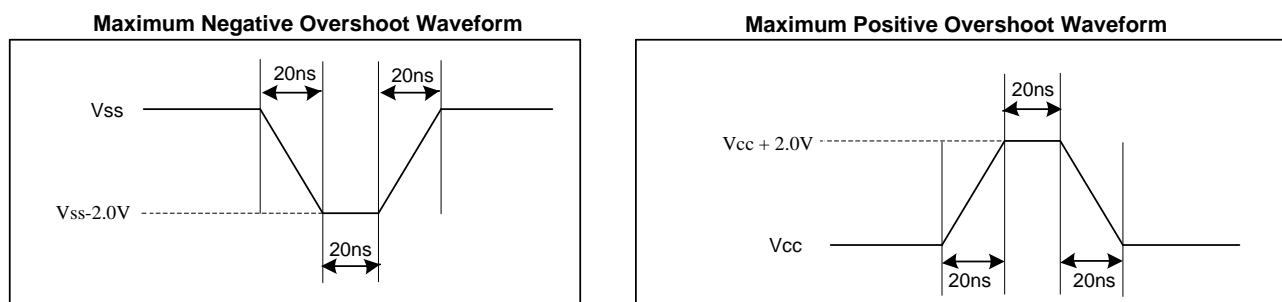 Maximum Negative Overshoot Waveform
20ns
20ns
Vss
Vss-2.0V
20ns
Maximum Positive Overshoot Waveform
20ns
Vcc + 2.0V
Vcc
20ns
20ns